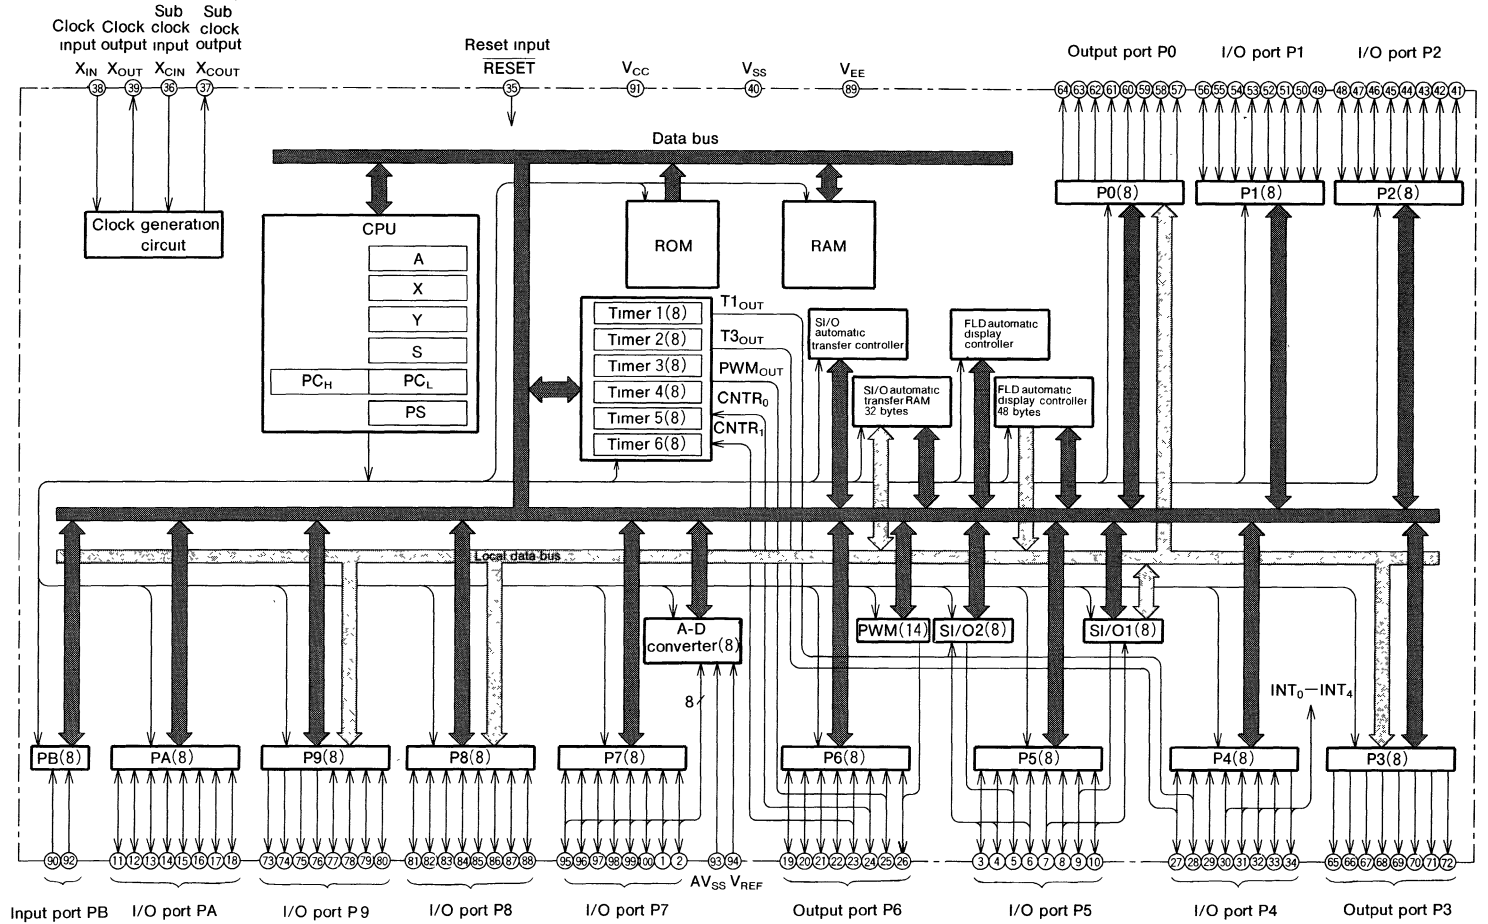 Clock input
Clock output
Sub clock input
Sub clock output
Reset input
Output port P0
I/O port P1
I/O port P2
XIN
XOUT
XCIN
XCOUT
RESET
VCC
VSS
VEE
38 39 36 37 35 91 40 89
64 63 62 61 60 59 58 57
56 55 54 53 52 51 50 49
48 47 46 45 44 43 42 41
Data bus
P0(8)
P1(8)
P2(8)
Clock generation
circuit
CPU
A
X
Y
S
PCH
PCL
PS
ROM
RAM
Timer 1(8)
Timer 2(8)
Timer 3(8)
Timer 4(8)
Timer 5(8)
Timer 6(8)
T1OUT
T3OUT
PWMOUT
CNTR0
CNTR1
SI/O
automatic
transfer controller
FLD automatic
display
controller
SI/O automatic
transfer RAM
32 bytes
FLD automatic
display controller
48 bytes
Local data bus
A-D
converter(8)
PWM(14)
SI/O2(8)
SI/O1(8)
8
INT0—INT4
PB(8)
PA(8)
P9(8)
P8(8)
P7(8)
P6(8)
P5(8)
P4(8)
P3(8)
90 92
11 12 13 14 15 16 17 18
73 74 75 76 77 78 79 80
81 82 83 84 85 86 87 88
95 96 97 98 99 100 1 2
93 94
19 20 21 22 23 24 25 26
3 4 5 6 7 8 9 10
27 28 29 30 31 32 33 34
65 66 67 68 69 70 71 72
AVSS VREF
Input port PB
I/O port PA
I/O port P9
I/O port P8
I/O port P7
Output port P6
I/O port P5
I/O port P4
Output port P3